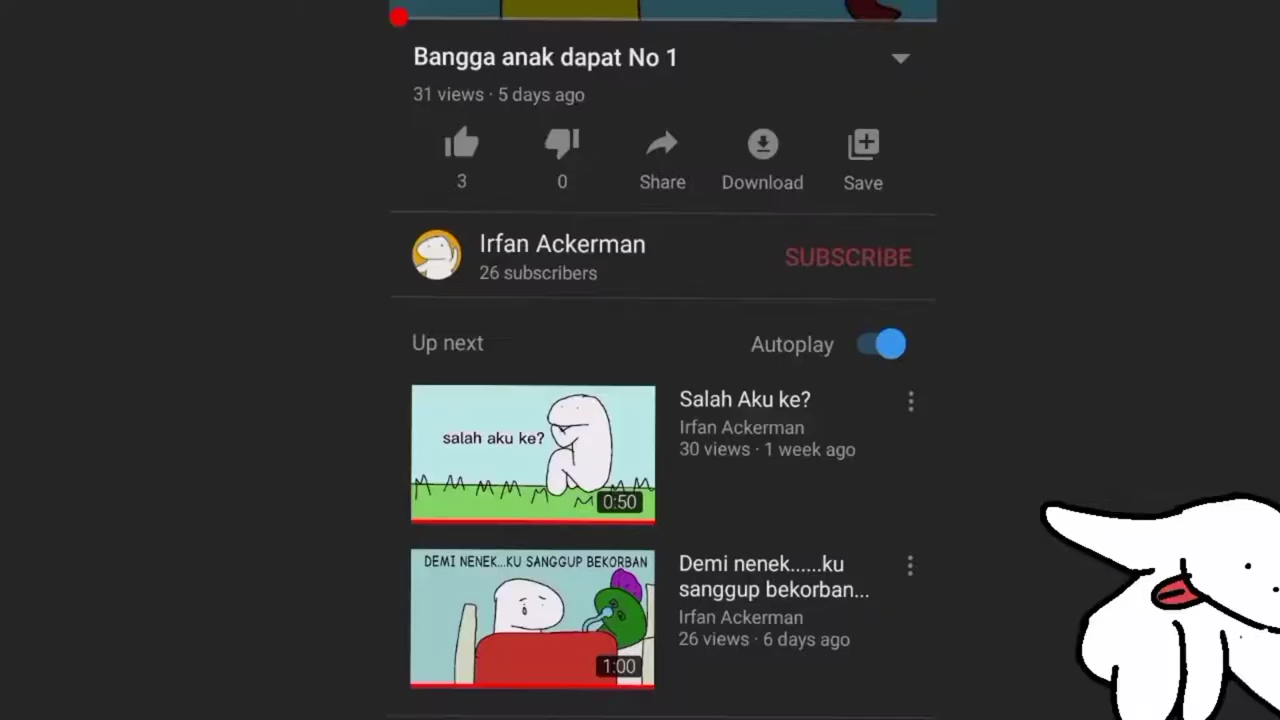 Bangga anak dapat No 1
31 views · 5 days ago
3
0
Share
Download
Save
Irfan Ackerman
26 subscribers
SUBSCRIBE
Up next
Autoplay
salah aku ke?
0:50
Salah Aku ke?
Irfan Ackerman
30 views · 1 week ago
DEMI NENEK...KU SANGGUP BEKORBAN
1:00
Demi nenek......ku
sanggup bekorban...
Irfan Ackerman
26 views · 6 days ago